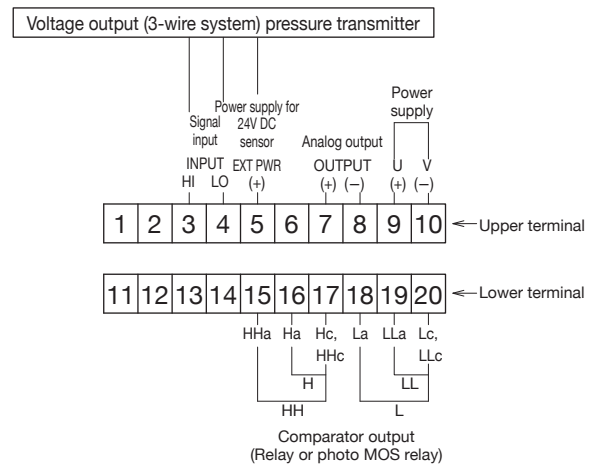 Voltage output (3-wire system) pressure transmitter
Power
supply
Power supply for
Signal 24V DC
input sensor Analog output
INPUT EXT PWR OUTPUT U V
HI LO (+) (+) (−) (+) (−)
1 2 3 4 5 6 7 8 9 10 Upper terminal
11 12 13 14 15 16 17 18 19 20 Lower terminal
HHa Ha Hc, La LLa Lc,
HHc LLc
H LL
HH L
Comparator output
(Relay or photo MOS relay)